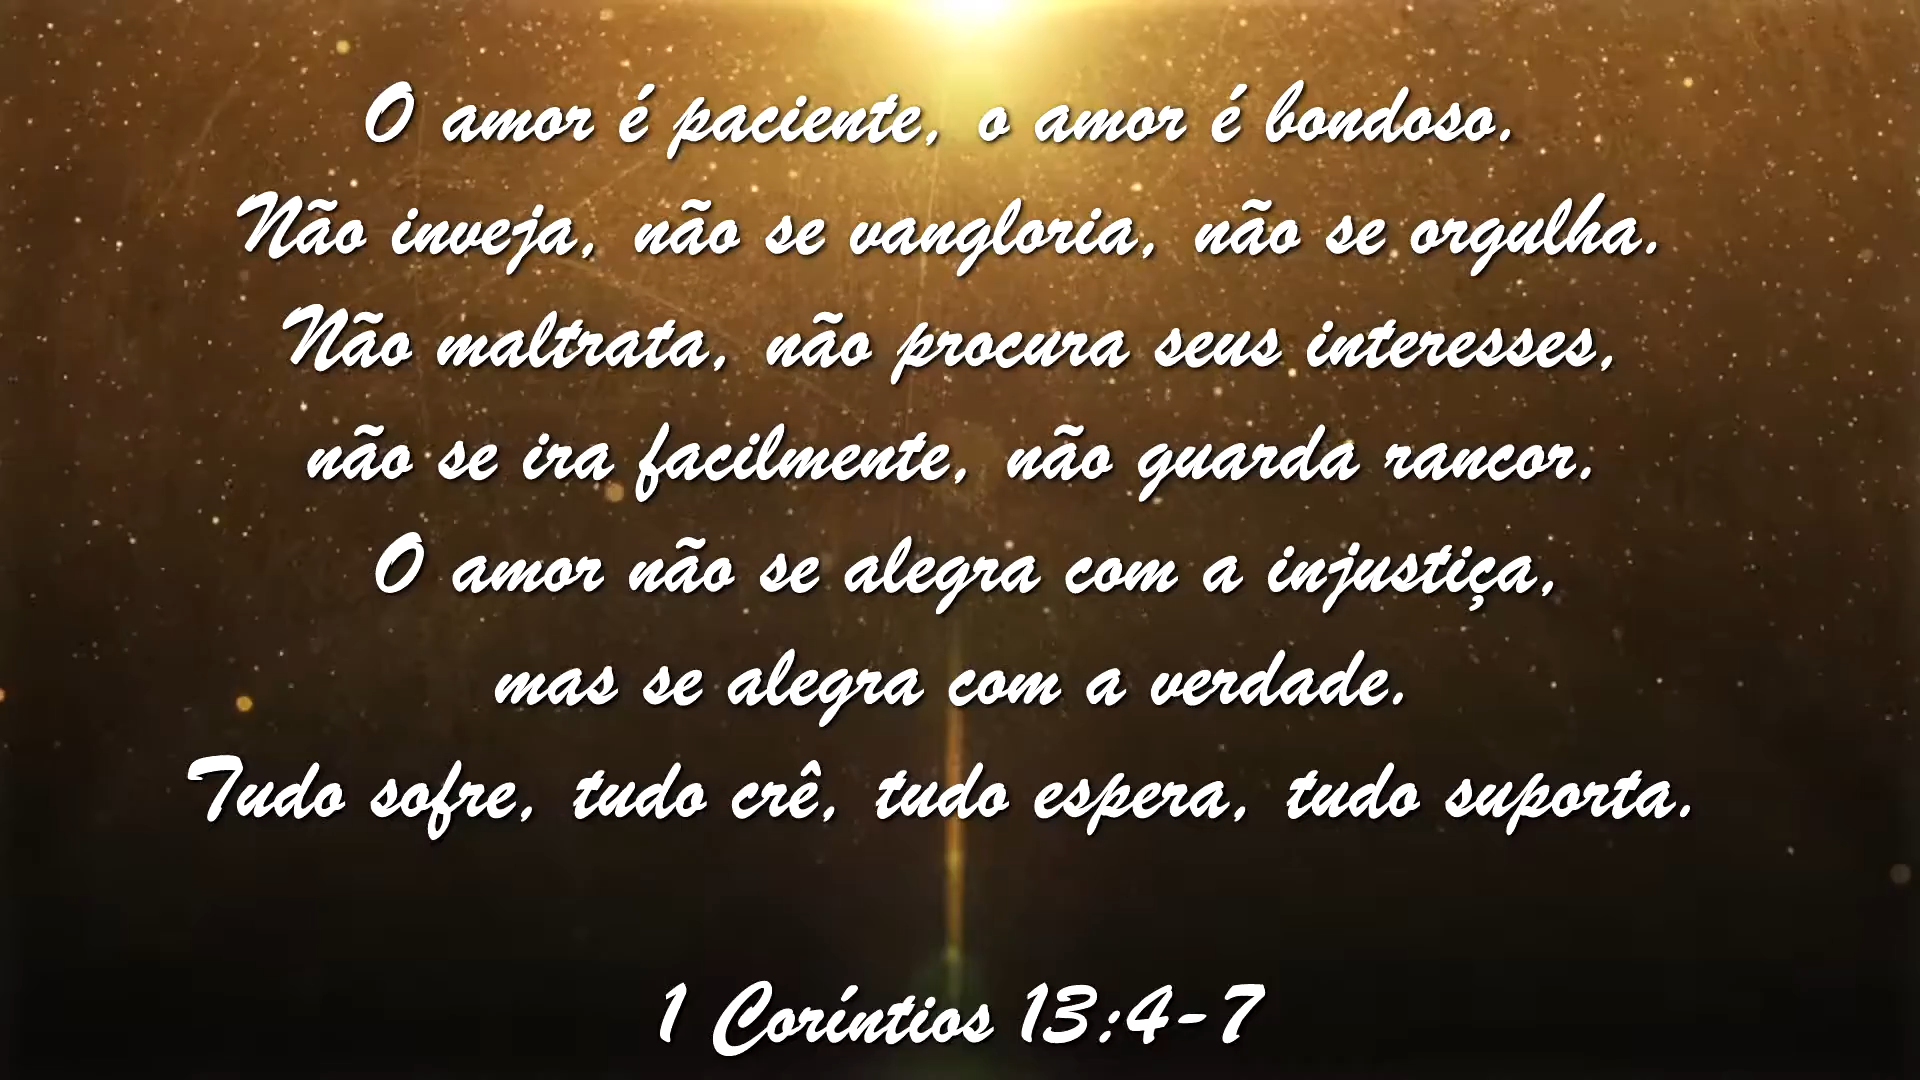 O amor é paciente, o amor é bondoso.
Não inveja, não se vangloria, não se orgulha.
Não maltrata, não procura seus interesses,
não se ira facilmente, não guarda rancor.
O amor não se alegra com a injustiça,
mas se alegra com a verdade.
Tudo sofre, tudo crê, tudo espera, tudo suporta.
1 Coríntios 13:4-7